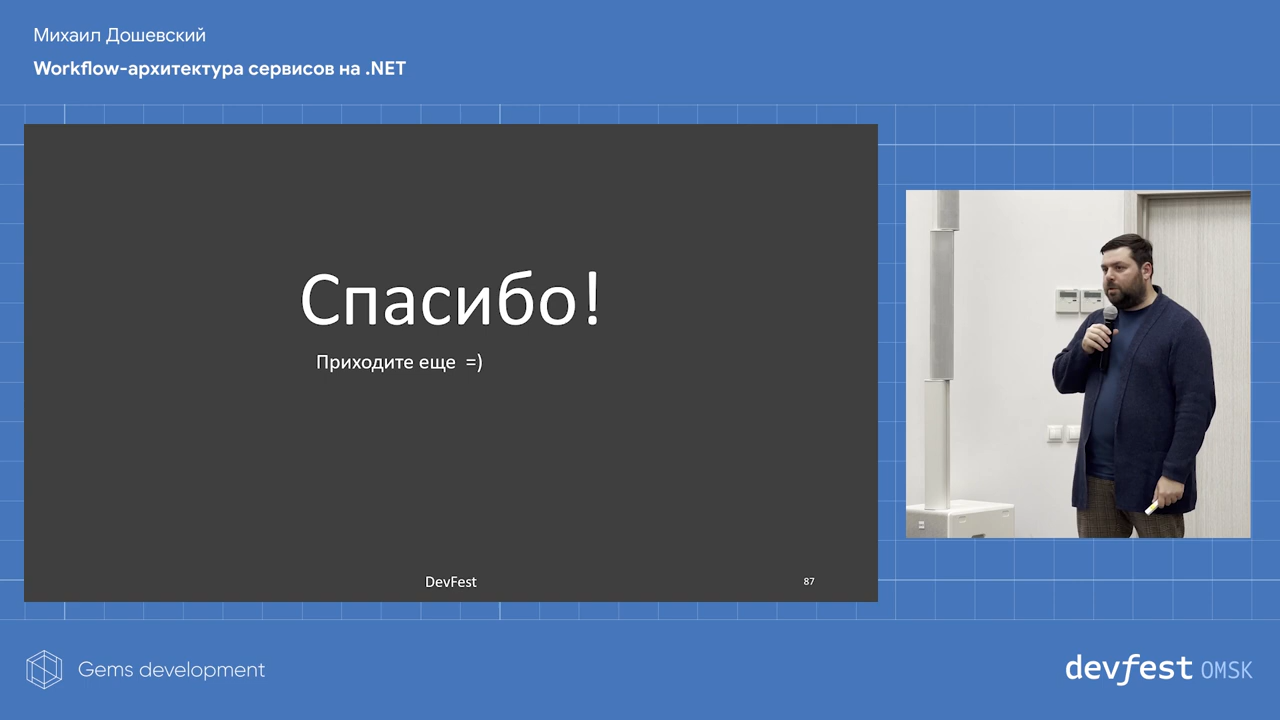 Михаил Дошевский
Workflow-архитектура сервисов на .NET
Спасибо!
Приходите еще =)
DevFest
87
Gems development
devfest OMSK